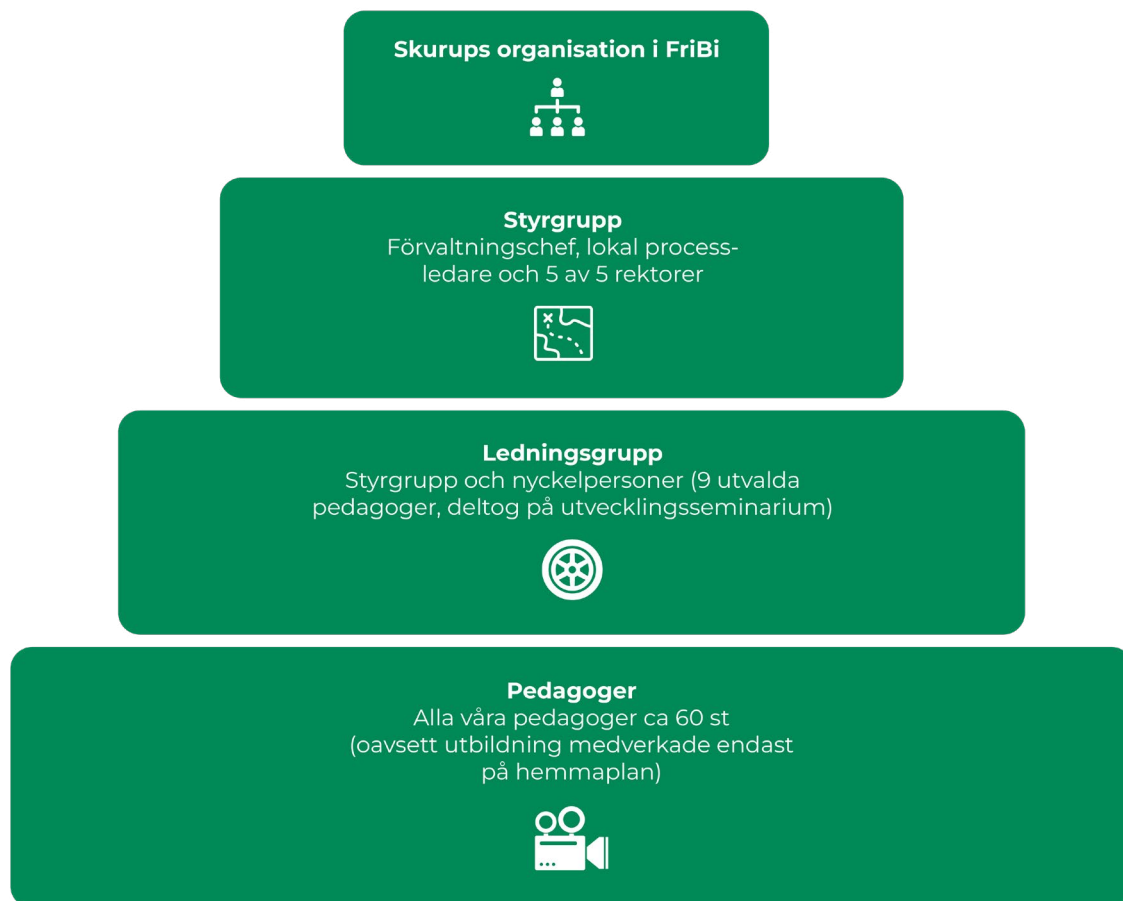 Skurups organisation i FriBi
Styrgrupp
Förvaltningschef, lokal process-
ledare och 5 av 5 rektorer
Ledningsgrupp
Styrgrupp och nyckelpersoner (9 utvalda
pedagoger, deltog på utvecklingsseminarium)
Pedagoger
Alla våra pedagoger ca 60 st
(oavsett utbildning medverkade endast
på hemmaplan)